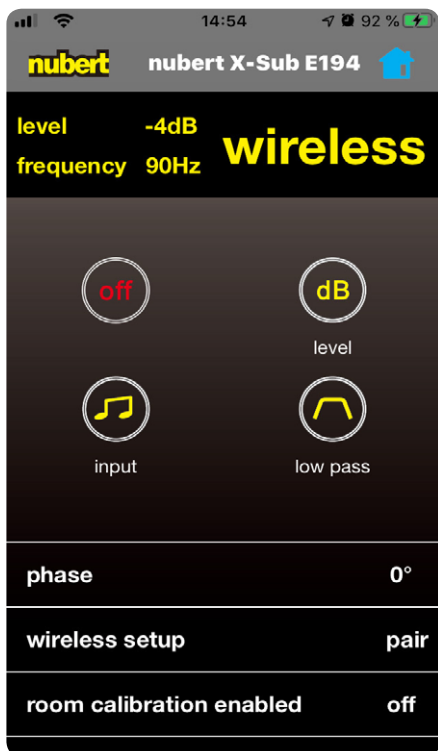 14:54 92 %
nubert nubert X-Sub E194
level -4dB
frequency 90Hz
wireless
off dB
level
input low pass
phase 0°
wireless setup pair
room calibration enabled off